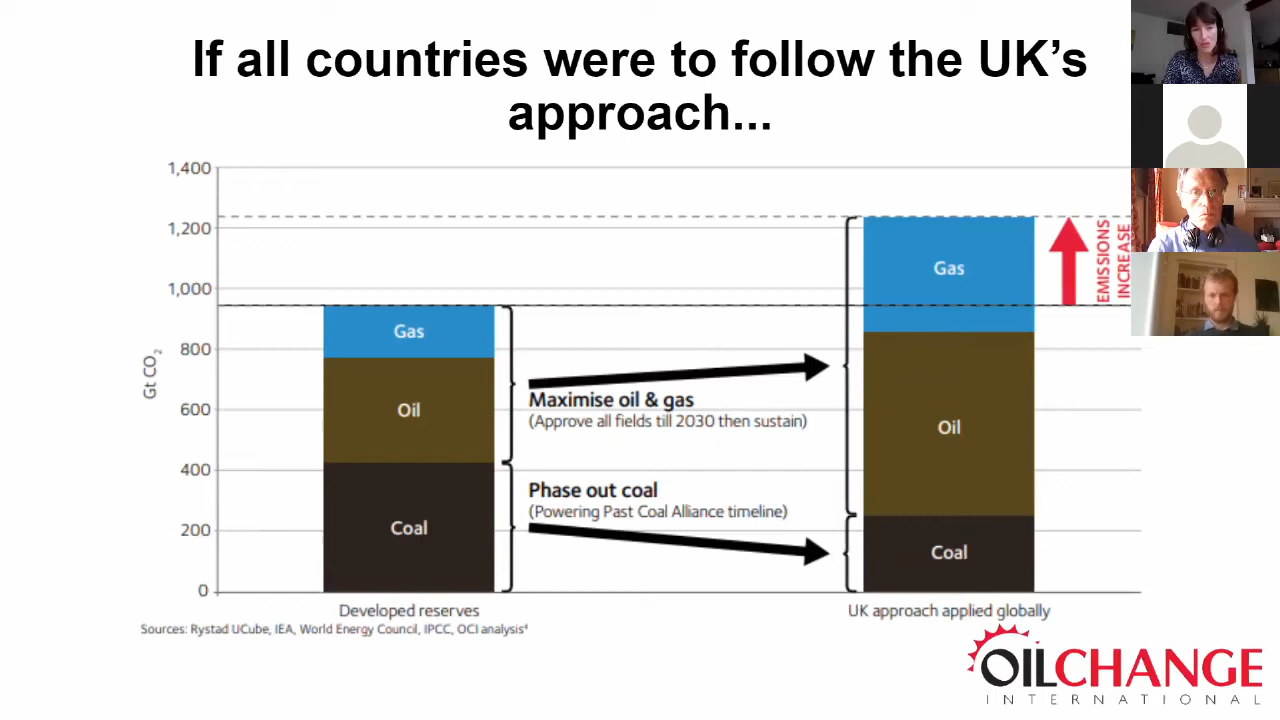 If all countries were to follow the UK's
approach...
1,400
1,200
1,000
800
600
400
200
0
Gt CO₂
Gas
Oil
Coal
Maximise oil & gas
(Approve all fields till 2030 then sustain)
Phase out coal
(Powering Past Coal Alliance timeline)
Gas
Oil
Coal
EMISSIONS
INCREASE
Developed reserves
UK approach applied globally
Sources: Rystad UCube, IEA, World Energy Council, IPCC, OCI analysis⁴
OILCHANGE
INTERNATIONAL